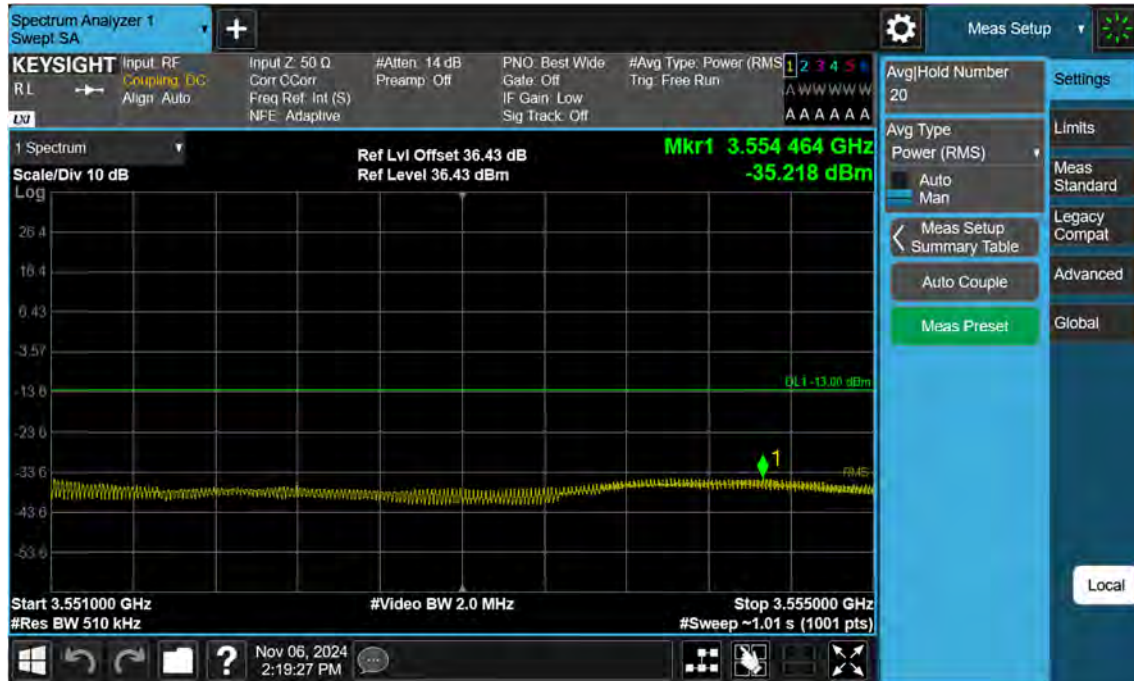 Spectrum Analyzer 1
Swept SA
+
Meas Setup
KEYSIGHT
RL
LXI
Input: RF
Coupling: DC
Align: Auto
Input Z: 50 Ω
Corr CCorr
Freq Ref: Int (S)
NFE: Adaptive
#Atten: 14 dB
Preamp: Off
PNO: Best Wide
Gate: Off
IF Gain: Low
Sig Track: Off
#Avg Type: Power (RMS)
Trig: Free Run
1 2 3 4 5 6
A W W W W W
A A A A A A
1 Spectrum
Scale/Div 10 dB
Log
Ref Lvl Offset 36.43 dB
Ref Level 36.43 dBm
Mkr1 3.554 464 GHz
-35.218 dBm
26.4
16.4
6.43
-3.57
-13.6
-23.6
-33.6
-43.6
-53.6
DL1 -13.00 dBm
1
RMS
Start 3.551000 GHz
#Res BW 510 kHz
#Video BW 2.0 MHz
Stop 3.555000 GHz
#Sweep ~1.01 s (1001 pts)
Avg|Hold Number
20
Avg Type
Power (RMS)
Auto
Man
Meas Setup
Summary Table
Auto Couple
Meas Preset
Settings
Limits
Meas
Standard
Legacy
Compat
Advanced
Global
Local
?
Nov 06, 2024
2:19:27 PM